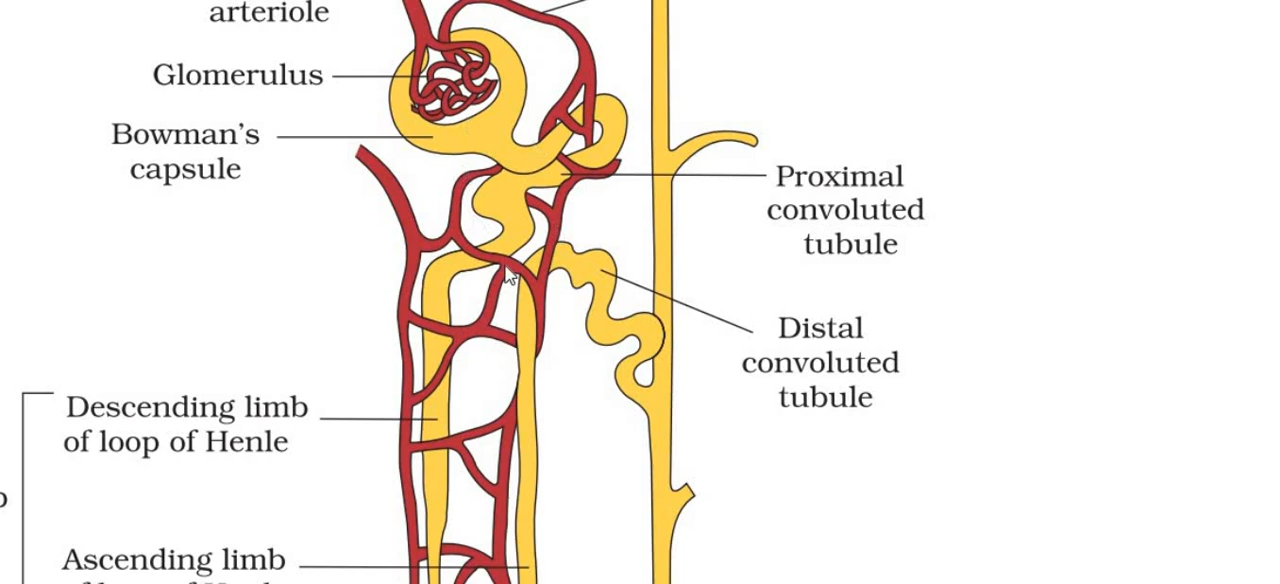 arteriole
Glomerulus
Bowman's
capsule
Proximal
convoluted
tubule
Distal
convoluted
tubule
Descending limb
of loop of Henle
Ascending limb